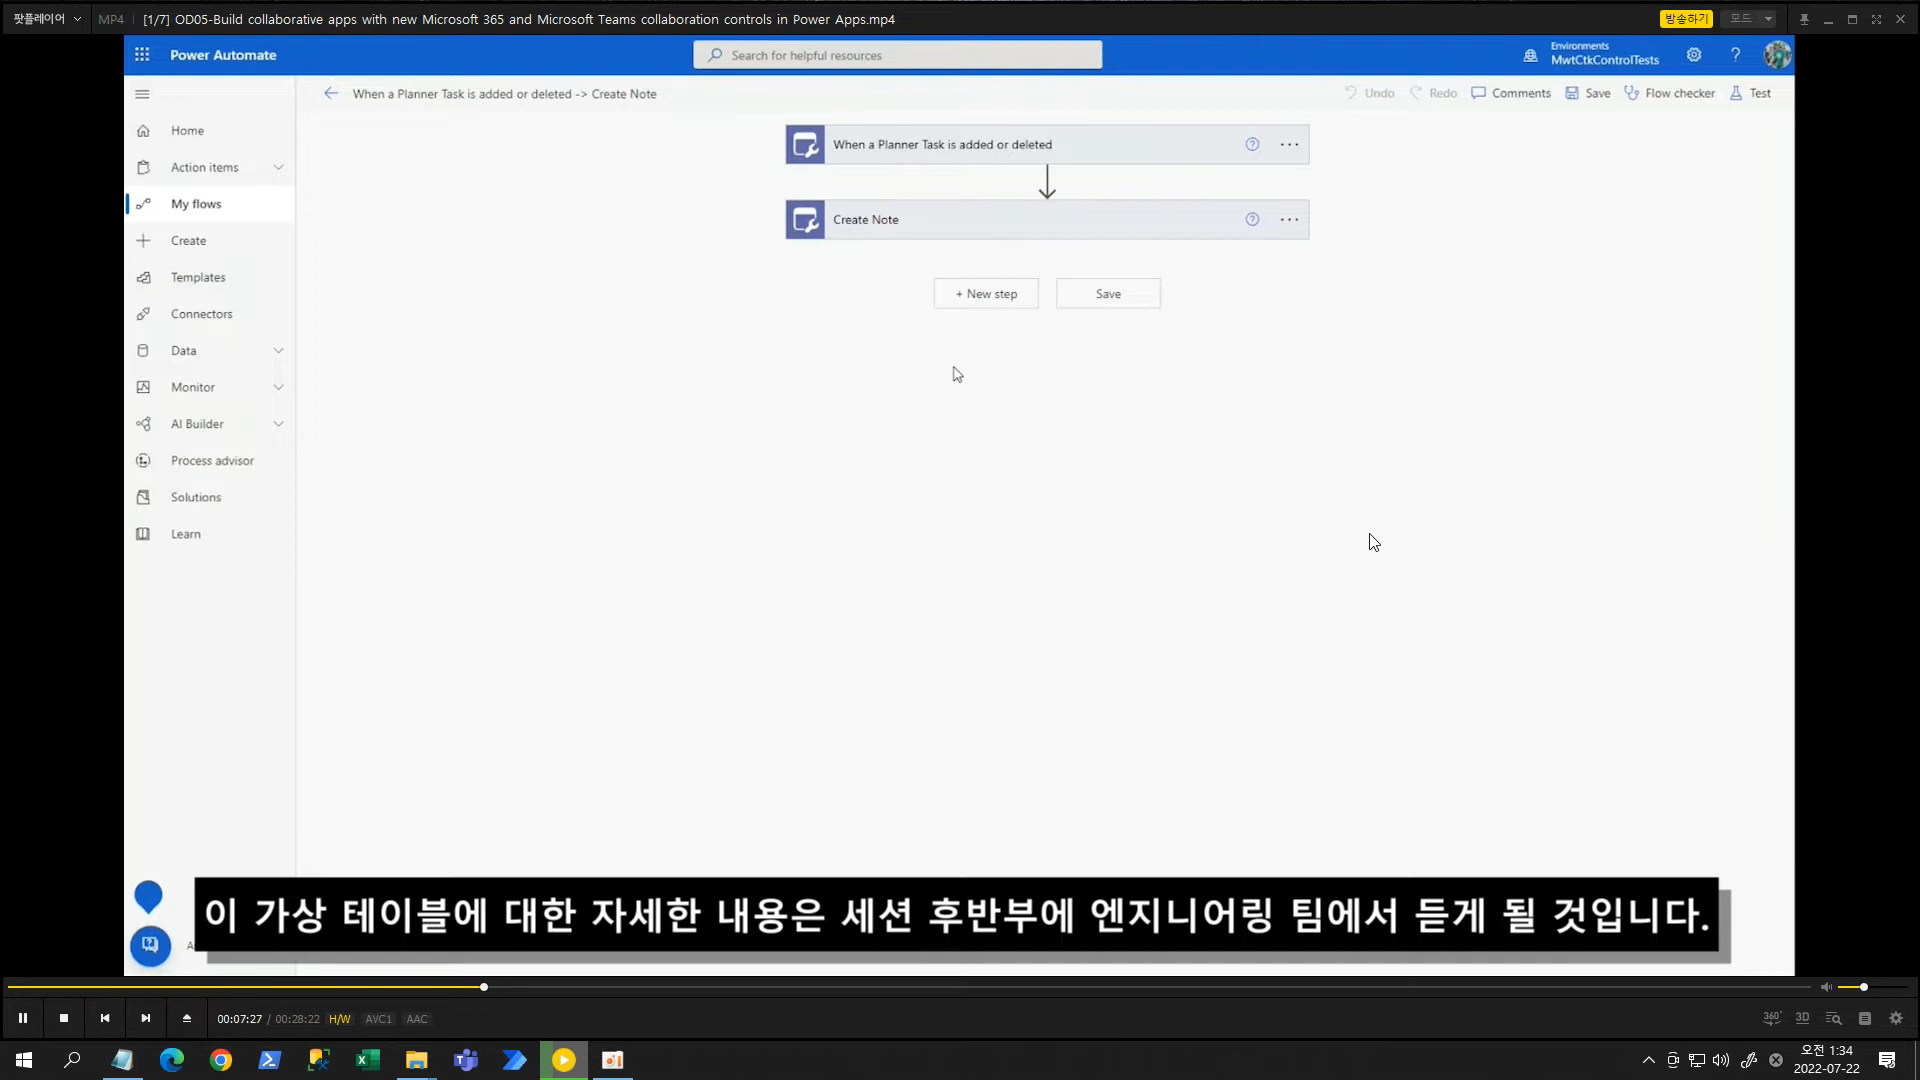 팟플레이어
MP4
[1/7] OD05-Build collaborative apps with new Microsoft 365 and Microsoft Teams collaboration controls in Power Apps.mp4
방송하기
모드
Power Automate
Search for helpful resources
Environments
MwtCtkControlTests
When a Planner Task is added or deleted -> Create Note
Undo
Redo
Comments
Save
Flow checker
Test
Home
Action items
My flows
Create
Templates
Connectors
Data
Monitor
AI Builder
Process advisor
Solutions
Learn
When a Planner Task is added or deleted
Create Note
+ New step
Save
이 가상 테이블에 대한 자세한 내용은 세션 후반부에 엔지니어링 팀에서 듣게 될 것입니다.
00:07:27 / 00:28:22 H/W AVC1 AAC
360°
3D
오전 1:34
2022-07-22